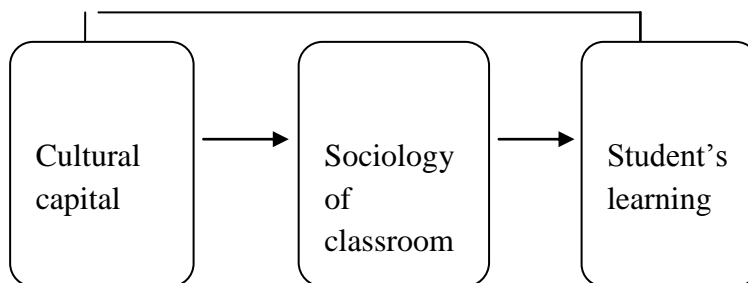 Cultural
capital
Sociology
of
classroom
Student's
learning